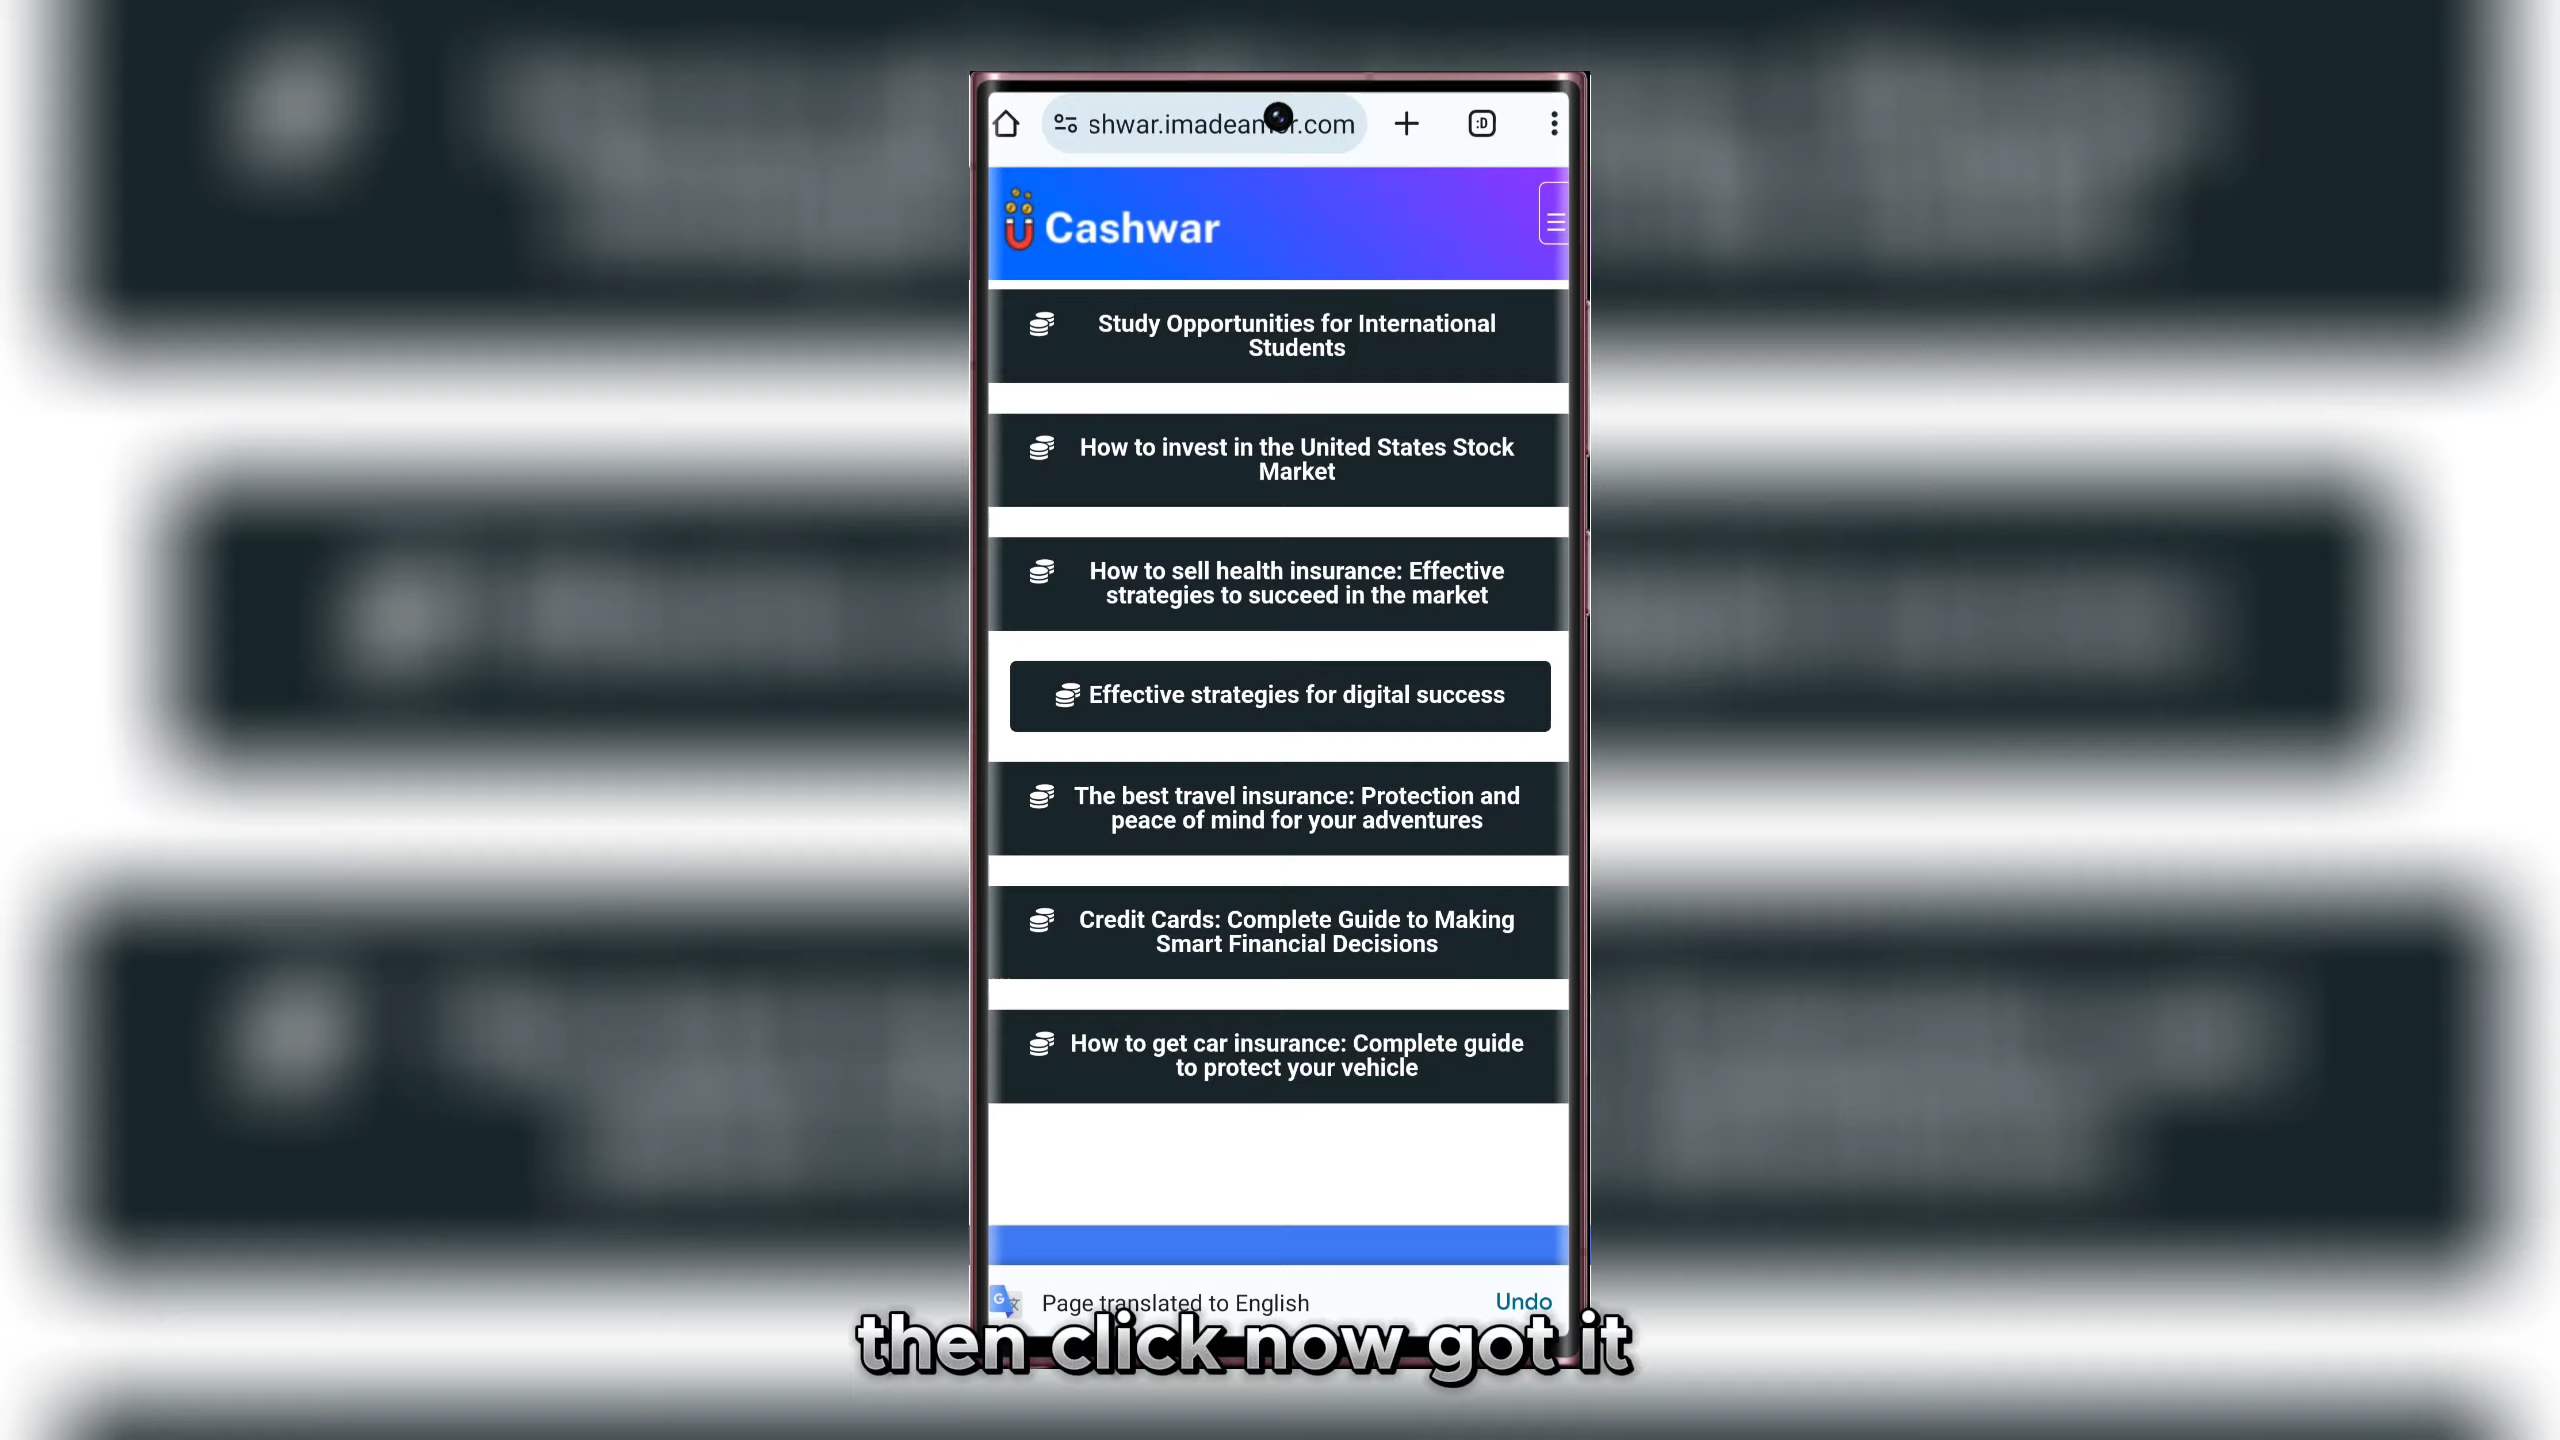 shwar.imadeamor.com
:D
Cashwar
Study Opportunities for International
Students
How to invest in the United States Stock
Market
How to sell health insurance: Effective
strategies to succeed in the market
Effective strategies for digital success
The best travel insurance: Protection and
peace of mind for your adventures
Credit Cards: Complete Guide to Making
Smart Financial Decisions
How to get car insurance: Complete guide
to protect your vehicle
Page translated to English
Undo
then click now got it